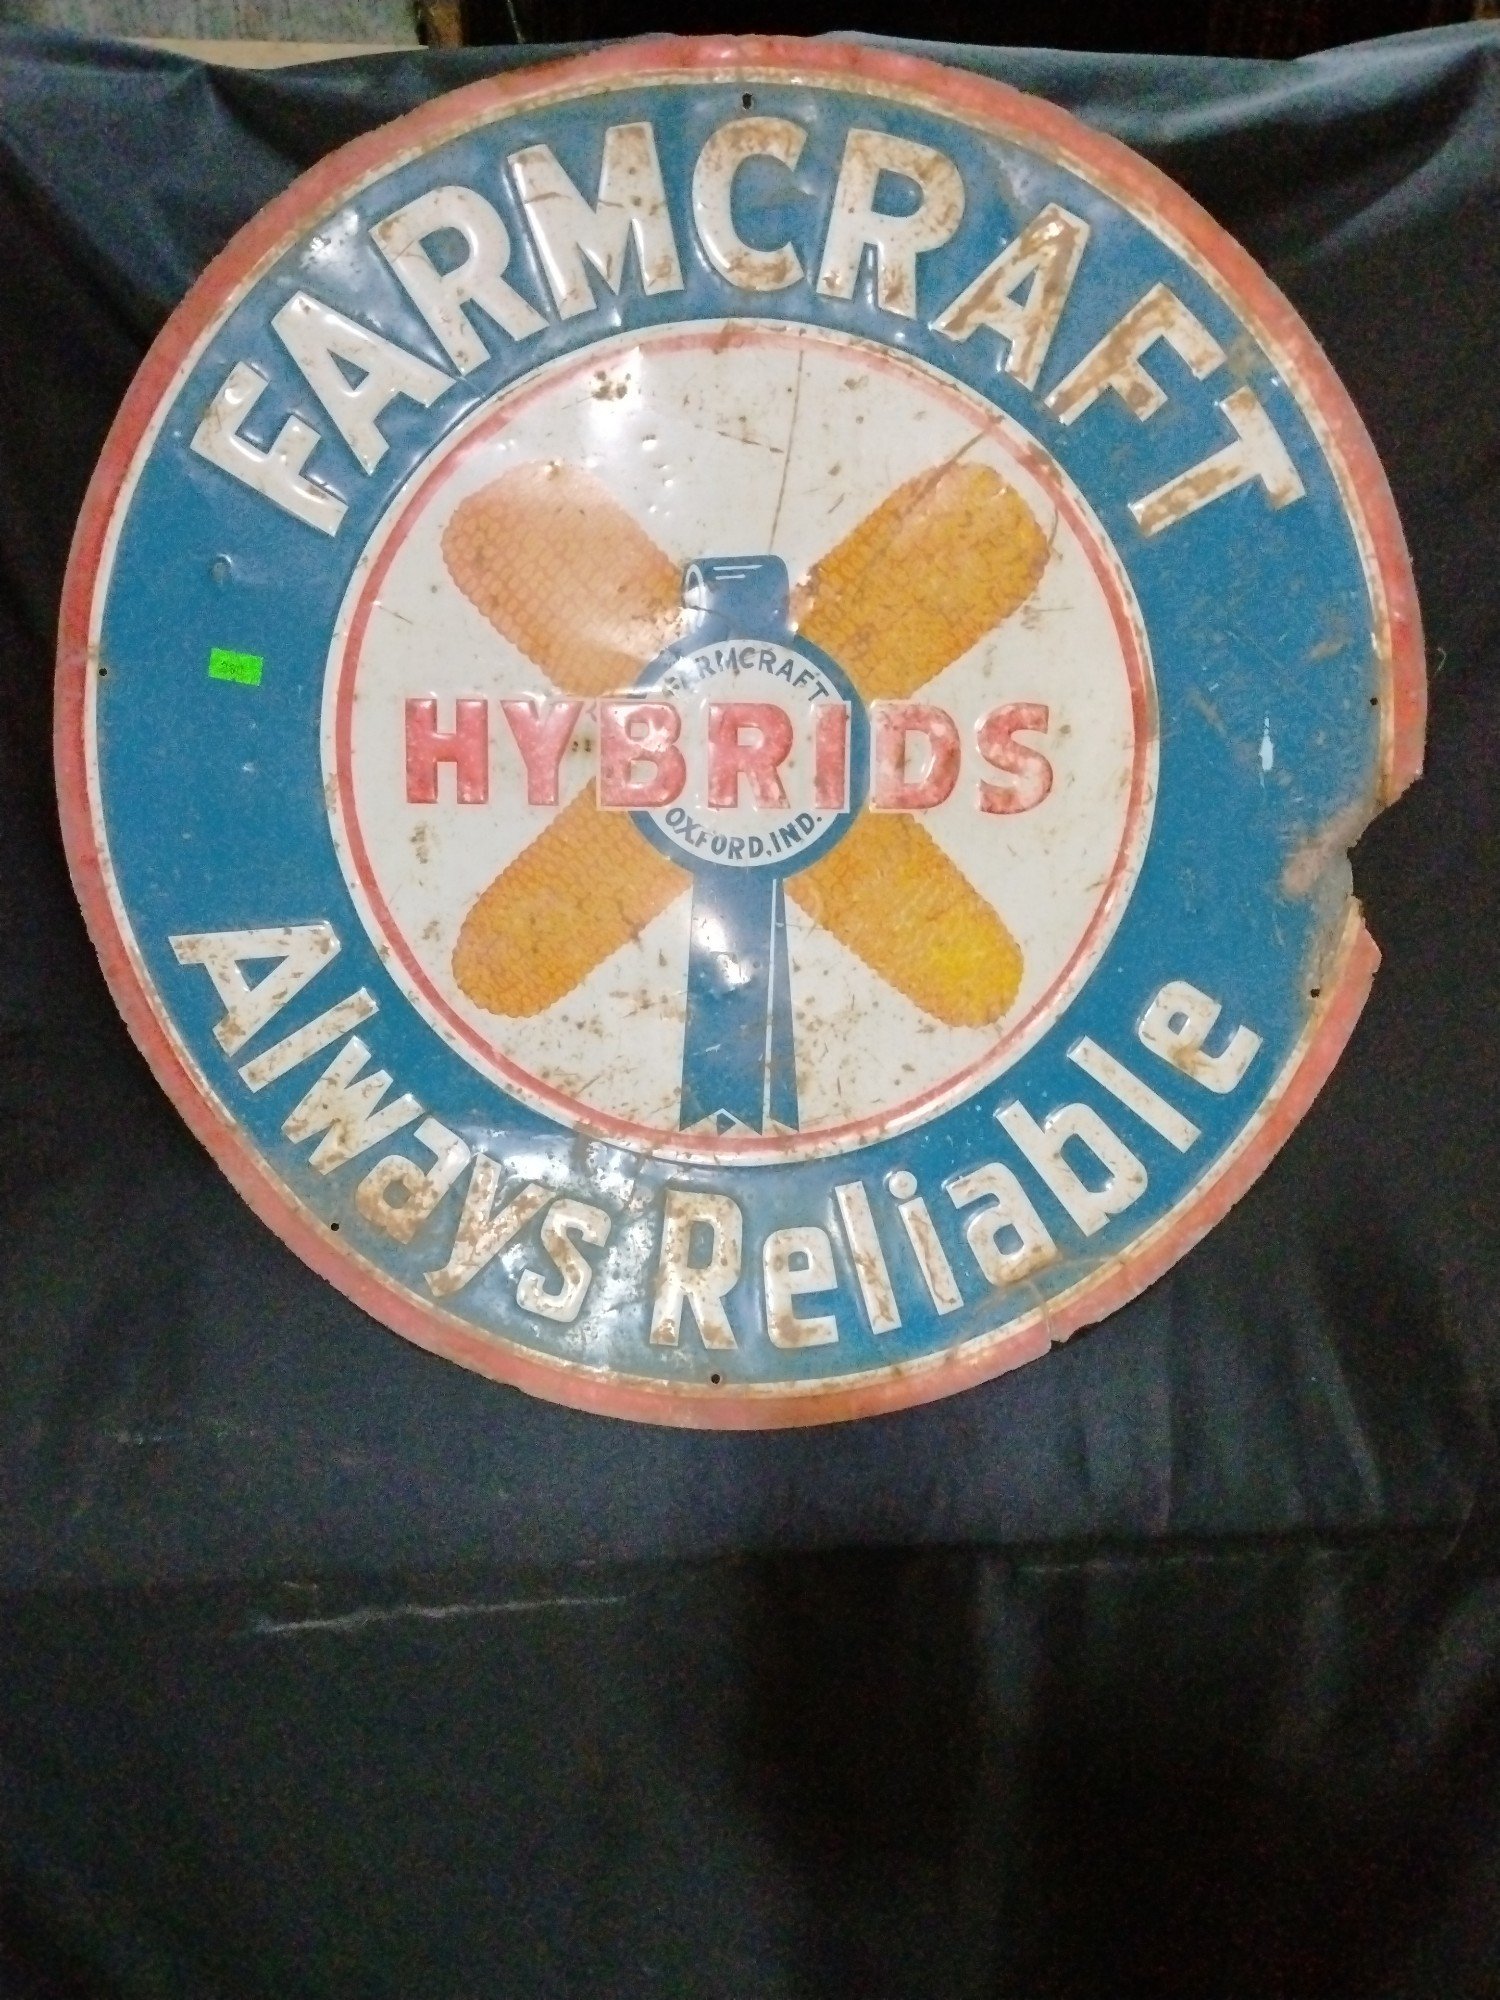 FARMCRAFT
FARMCRAFT
HYBRIDS
OXFORD, IND.
Always Reliable